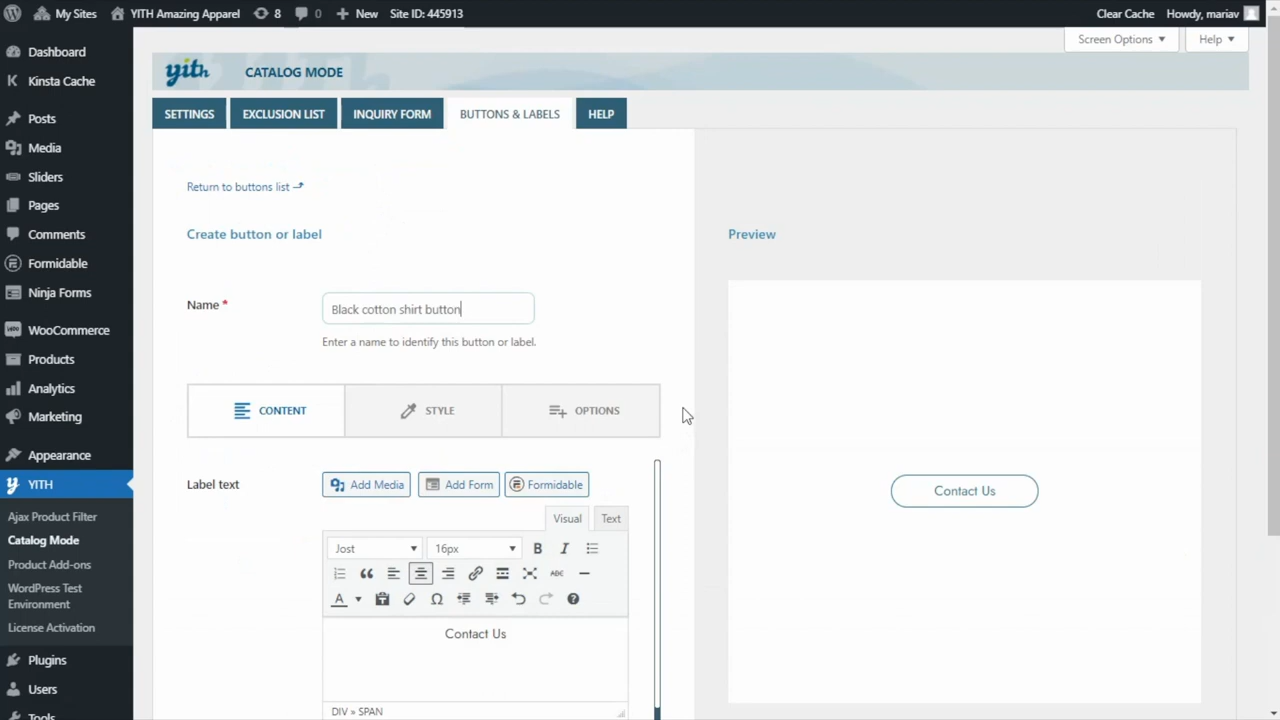 My Sites
YITH Amazing Apparel
8
0
New
Site ID: 445913
Clear Cache
Howdy, mariav
Dashboard
Kinsta Cache
Posts
Media
Sliders
Pages
Comments
Formidable
Ninja Forms
WooCommerce
Products
Analytics
Marketing
Appearance
YITH
Ajax Product Filter
Catalog Mode
Product Add-ons
WordPress Test
Environment
License Activation
Plugins
Users
Tools
Screen Options
Help
yith
CATALOG MODE
SETTINGS
EXCLUSION LIST
INQUIRY FORM
BUTTONS & LABELS
HELP
Return to buttons list
Create button or label
Name *
Black cotton shirt button
Enter a name to identify this button or label.
CONTENT
STYLE
OPTIONS
Label text
Add Media
Add Form
Formidable
Visual
Text
Jost
16px
B
I
ABC
A
Contact Us
DIV » SPAN
Preview
Contact Us